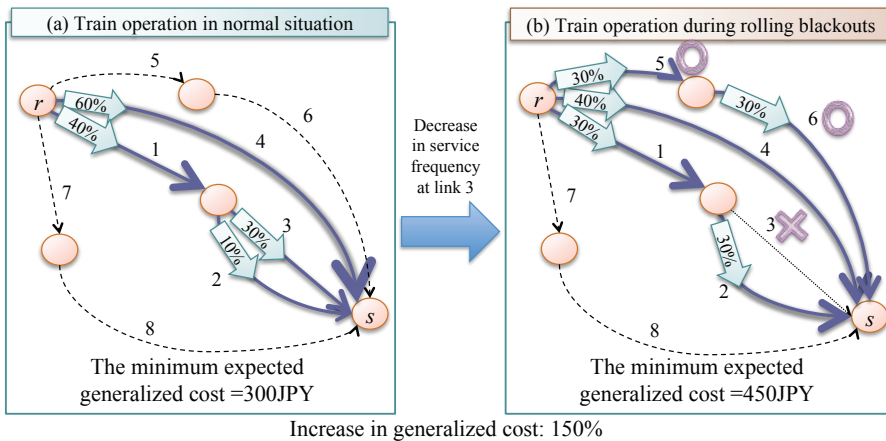 (a) Train operation in normal situation
5
r
60%
40%
6
4
1
7
3
30%
10%
2
s
8
The minimum expected
generalized cost =300JPY
Decrease
in service
frequency
at link 3
(b) Train operation during rolling blackouts
5
30%
r
40%
30%
30%
6
4
1
7
3
30%
2
s
8
The minimum expected
generalized cost =450JPY
Increase in generalized cost: 150%